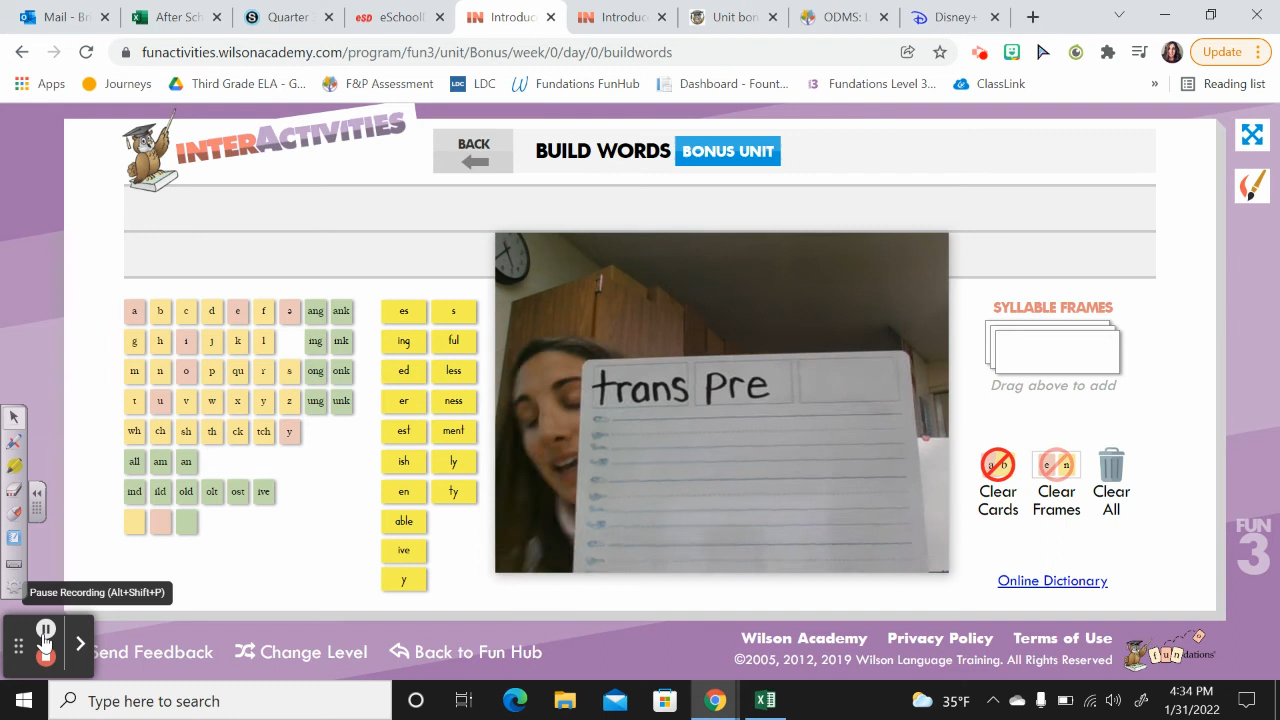 Mail - Br After Sch Quarter eSchoolD Introduc Introduc Unit bon ODMS: L Disney+
funactivities.wilsonacademy.com/program/fun3/unit/Bonus/week/0/day/0/buildwords Update
Apps Journeys Third Grade ELA - G... F&P Assessment LDC LDC Fundations FunHub Dashboard - Fount... Fundations Level 3... ClassLink » Reading list
INTERACTIVITIES
BACK BUILD WORDS BONUS UNIT
a b c d e f ə ang ank es s
g h i j k l ing ink ing ful
m n o p qu r s ong onk ed less
t u v w x y z ung unk er ness
wh ch sh th ck tch y est ment
all am an ish ly
ind ild old olt ost ive en ty
able
ive
y
trans pre
SYLLABLE FRAMES
Drag above to add
a b e n
Clear Cards Clear Frames Clear All
Online Dictionary
FUN 3
Pause Recording (Alt+Shift+P)
Send Feedback Change Level Back to Fun Hub
Wilson Academy Privacy Policy Terms of Use
©2005, 2012, 2019 Wilson Language Training. All Rights Reserved
fundations
Type here to search 35°F 4:34 PM
1/31/2022